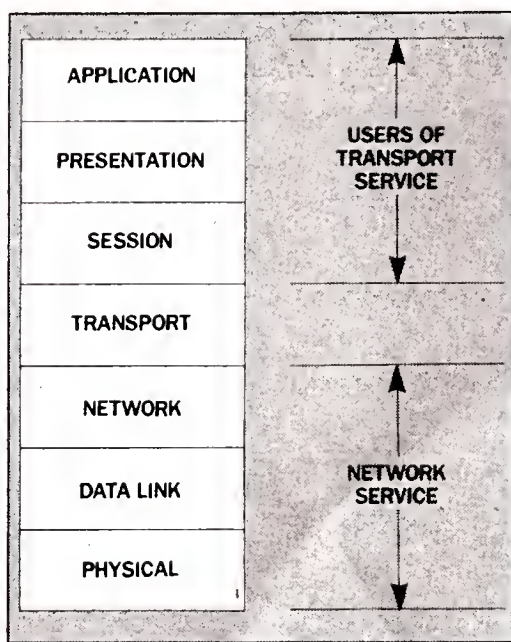 APPLICATION
PRESENTATION
SESSION
TRANSPORT
NETWORK
DATA LINK
PHYSICAL
USERS OF
TRANSPORT
SERVICE
NETWORK
SERVICE